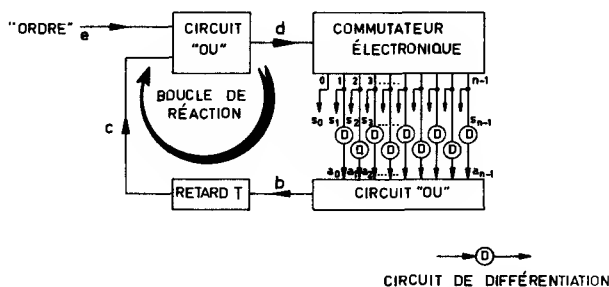 "ORDRE" e
CIRCUIT "OU"
d
COMMUTATEUR ÉLECTRONIQUE
0 1 2 3 ........ n-1
BOUCLE DE RÉACTION
c
s₀ s₁ s₂ s₃ ........ sₙ₋₁
D D D D D
D D D D
a₀ a₁ a₂ ........ aₙ₋₁
RETARD T
b
CIRCUIT "OU"
D
CIRCUIT DE DIFFÉRENTIATION